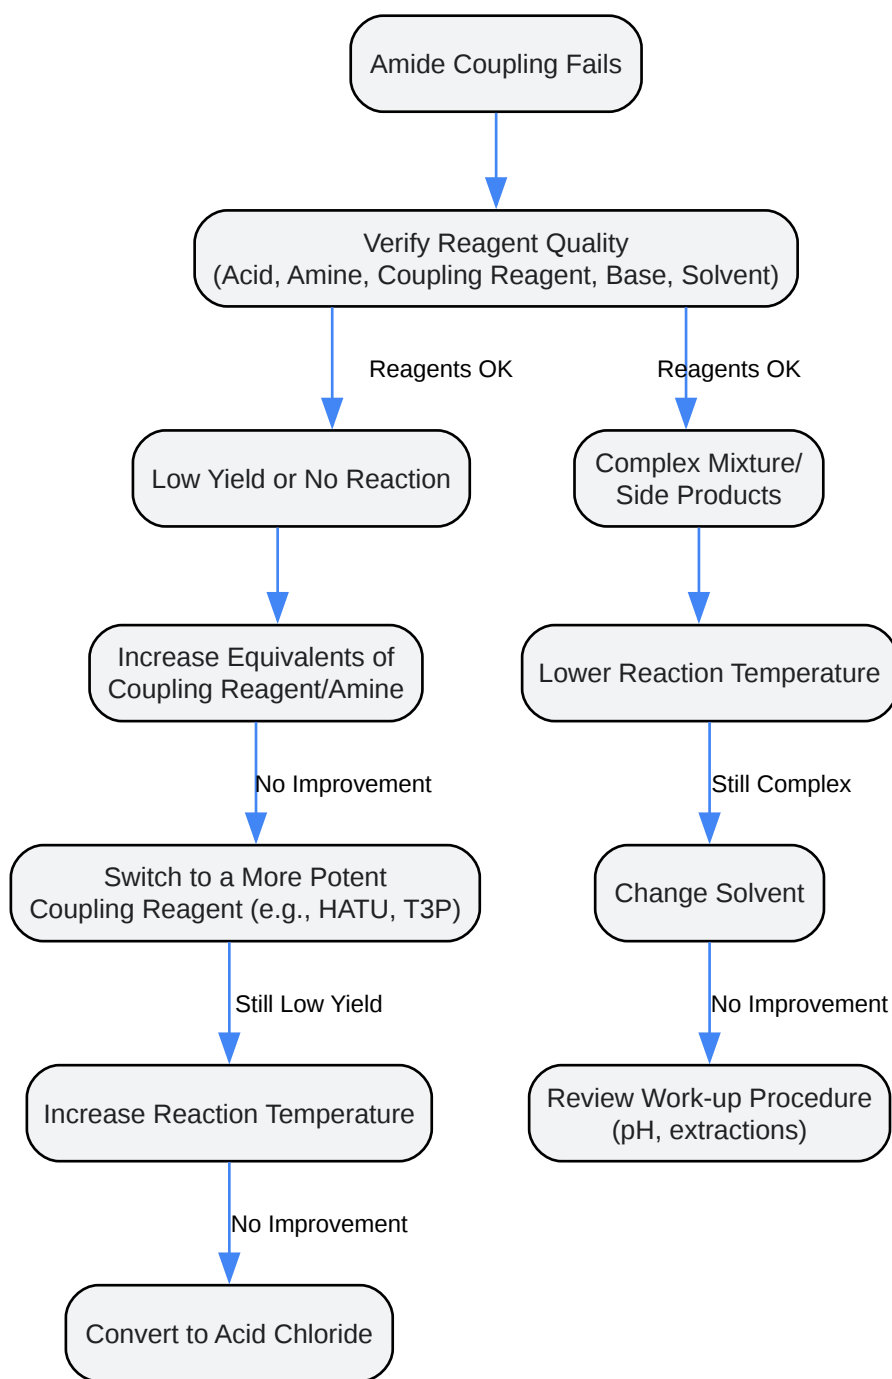 Amide Coupling Fails
Verify Reagent Quality
(Acid, Amine, Coupling Reagent, Base, Solvent)
Reagents OK
Reagents OK
Low Yield or No Reaction
Complex Mixture/
Side Products
Increase Equivalents of
Coupling Reagent/Amine
Lower Reaction Temperature
No Improvement
Still Complex
Switch to a More Potent
Coupling Reagent (e.g., HATU, T3P)
Change Solvent
Still Low Yield
No Improvement
Increase Reaction Temperature
Review Work-up Procedure
(pH, extractions)
No Improvement
Convert to Acid Chloride